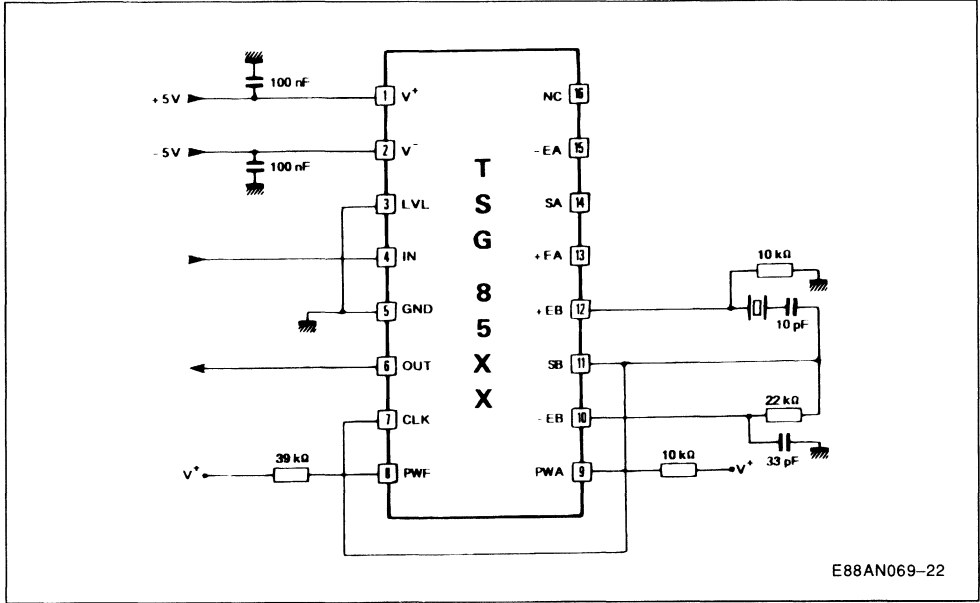 100 nF
+5V
1 V+
-5V
2 V-
100 nF
3 LVL
4 IN
5 GND
6 OUT
7 CLK
V+ 39 kΩ
8 PWF
TSG 85XX
NC 16
-EA 15
SA 14
+EA 13
+EB 12
10 kΩ
10 pF
SB 11
-EB 10
22 kΩ
33 pF
PWA 9
10 kΩ
V+
E88AN069-22